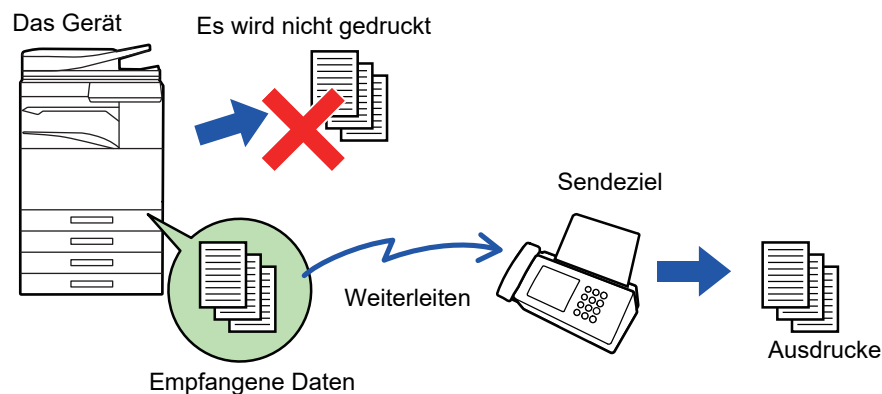 Das Gerät
Es wird nicht gedruckt
Sendeziel
Weiterleiten
Ausdrucke
Empfangene Daten